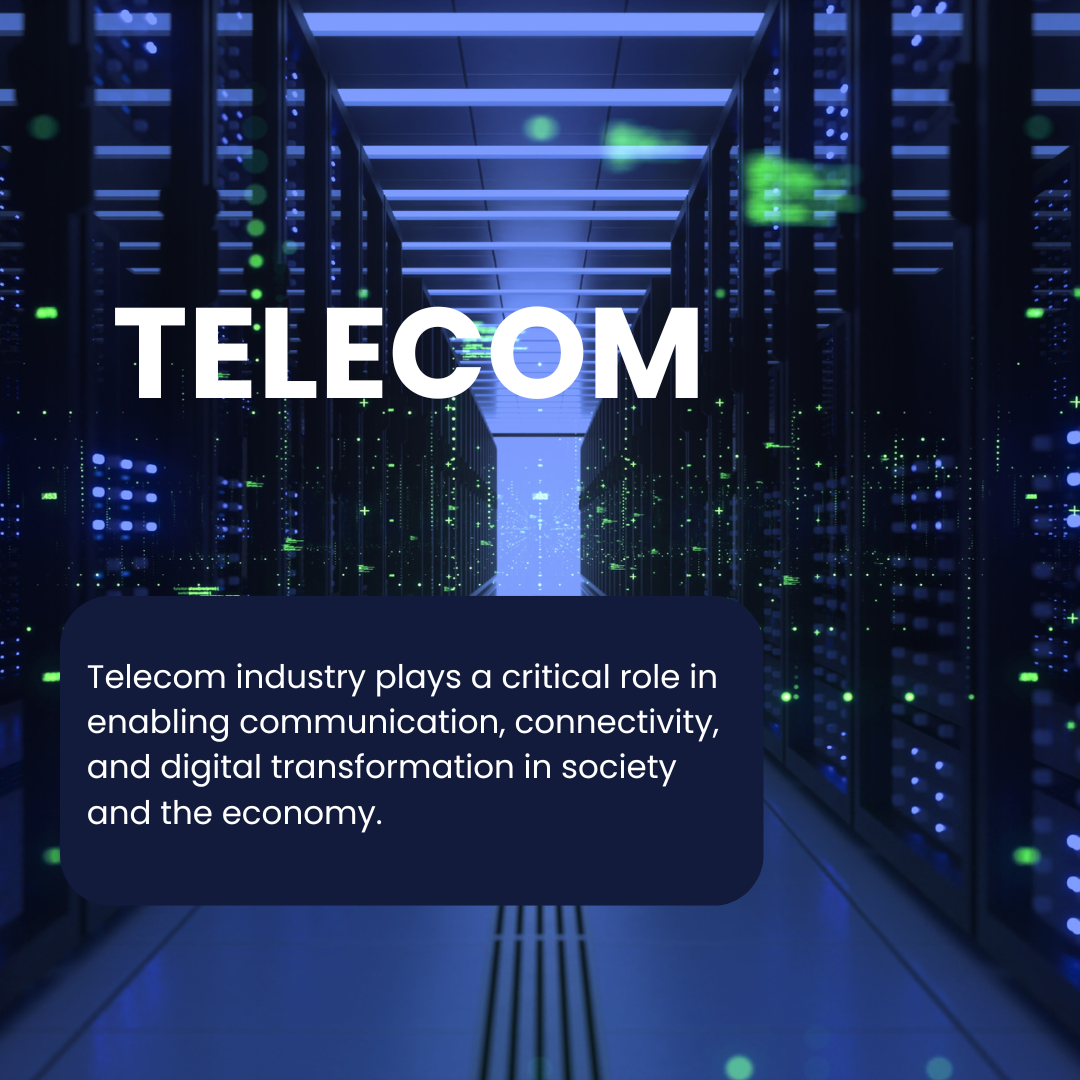 TELECOM
Telecom industry plays a critical role in
enabling communication, connectivity,
and digital transformation in society
and the economy.